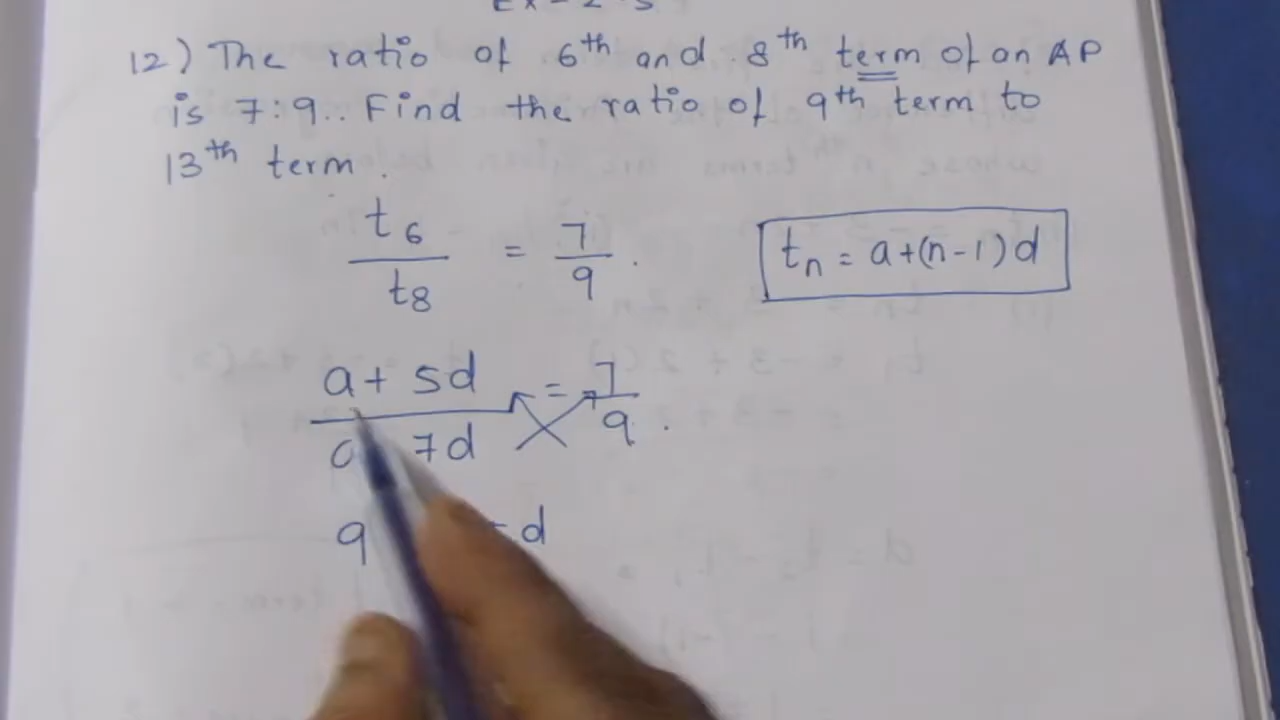 12) The ratio of 6th and 8th term of an AP
is 7:9.. Find the ratio of 9th term to
13th term.
t6
t8
= 7/9.
tn = a+(n-1)d
a+5d
7d
= 7/9.
9
d